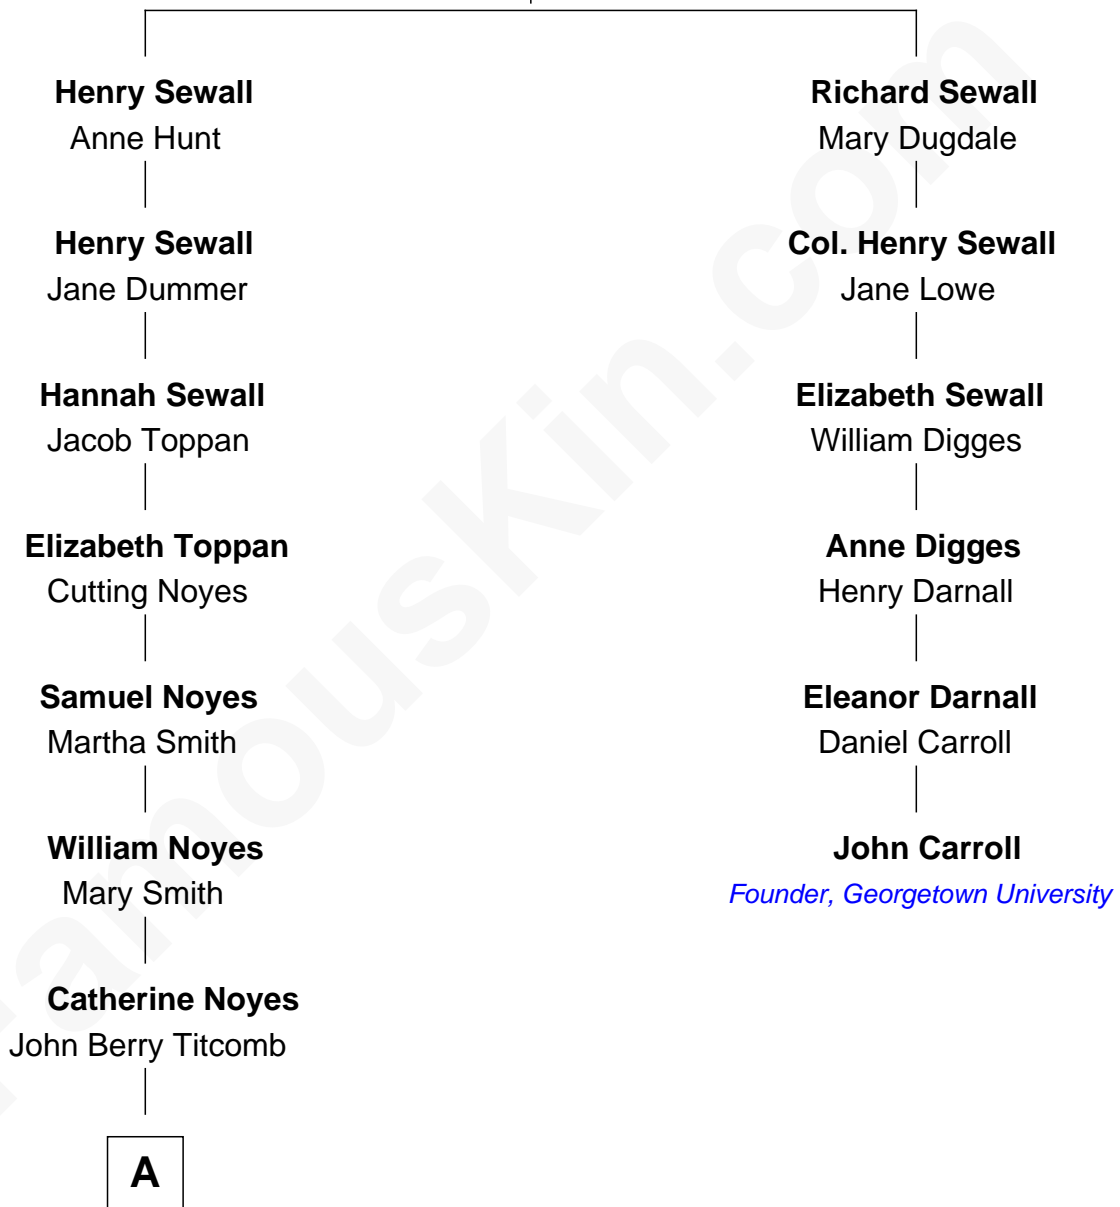 Henry Sewall
Anne Hunt
Henry Sewall
Jane Dummer
Hannah Sewall
Jacob Toppan
Elizabeth Toppan
Cutting Noyes
Samuel Noyes
Martha Smith
William Noyes
Mary Smith
Catherine Noyes
John Berry Titcomb
A
Richard Sewall
Mary Dugdale
Col. Henry Sewall
Jane Lowe
Elizabeth Sewall
William Digges
Anne Digges
Henry Darnall
Eleanor Darnall
Daniel Carroll
John Carroll
Founder, Georgetown University
FamousKin.com